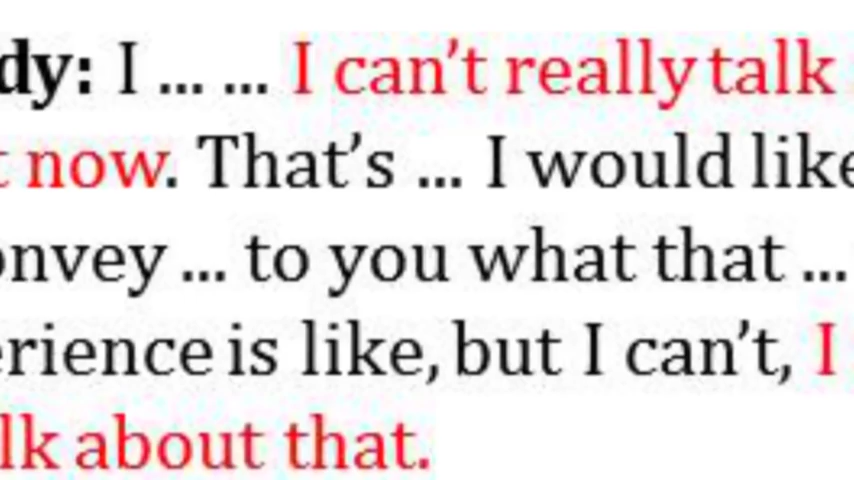 dy: I ... ... I can't really talk
t now. That's ... I would like
onvey ... to you what that ...
erience is like, but I can't, I
lk about that.